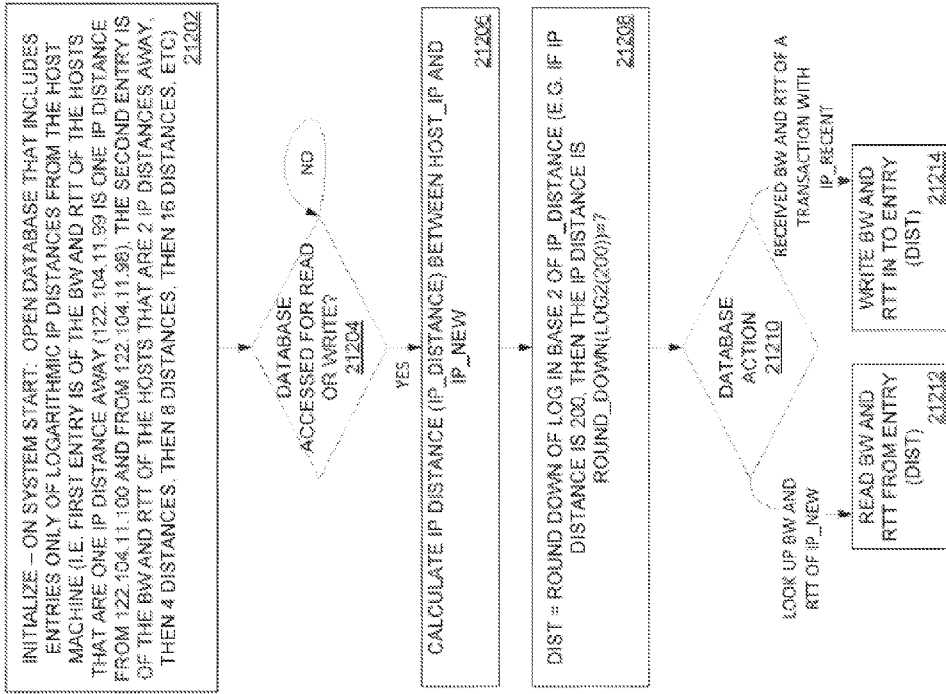 INITIALIZE – ON SYSTEM START: OPEN DATABASE THAT INCLUDES
ENTRIES ONLY OF LOGARITHMIC IP DISTANCES FROM THE HOST
MACHINE (I.E. FIRST ENTRY IS OF THE BW AND RTT OF THE HOSTS
THAT ARE ONE IP DISTANCE AWAY (122.104.11.99 IS ONE IP DISTANCE
FROM 122.104.11.100 AND FROM 122.104.11.98). THE SECOND ENTRY IS
OF THE BW AND RTT OF THE HOSTS THAT ARE 2 IP DISTANCES AWAY,
THEN 4 DISTANCES, THEN 8 DISTANCES, THEN 16 DISTANCES, ETC)
21202
DATABASE
ACCESSED FOR READ
OR WRITE?
21204
NO
YES
CALCULATE IP DISTANCE (IP_DISTANCE) BETWEEN HOST_IP AND
IP_NEW
21206
DIST = ROUND DOWN OF LOG IN BASE 2 OF IP_DISTANCE (E.G. IF IP
DISTANCE IS 200, THEN THE IP DISTANCE IS
ROUND_DOWN(LOG2(200))=7
21208
DATABASE
ACTION
21210
LOOK UP BW AND
RTT OF IP_NEW
RECEIVED BW AND RTT OF A
TRANSACTION WITH
IP_RECENT
READ BW AND
RTT FROM ENTRY
(DIST)
21212
WRITE BW AND
RTT IN TO ENTRY
(DIST)
21214